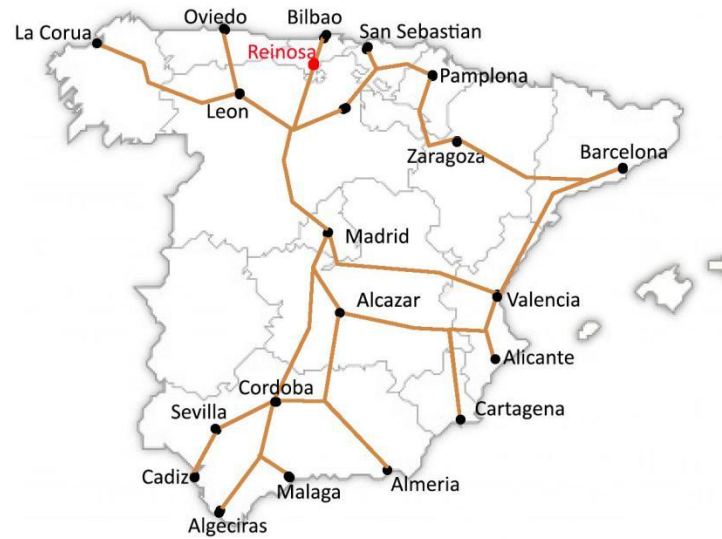 Oviedo
Bilbao
La Corua
San Sebastian
Reinosa
Pamplona
Leon
Zaragoza
Barcelona
Madrid
Alcazar
Valencia
Alicante
Cordoba
Sevilla
Cartagena
Cadiz
Malaga
Almeria
Algeciras